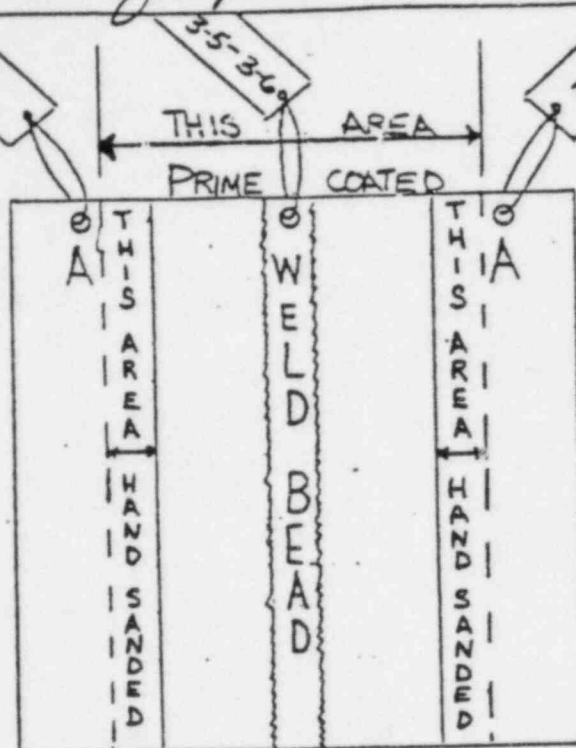 3-5-3-6
THIS AREA
PRIME COATED
A
THIS AREA HAND SANDED
WELD BEAD
THIS AREA HAND SANDED
A